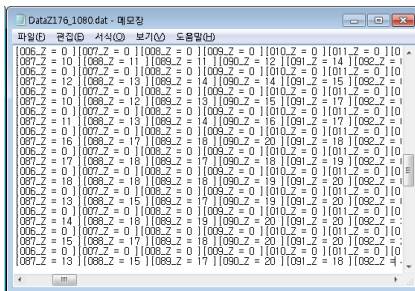 DataZ176_1080.dat - 메모장
파일(F) 편집(E) 서식(O) 보기(V) 도움말(H)
[006_Z = 0 ][007_Z = 0 ][008_Z = 0 ][009_Z = 0 ][010_Z = 0 ][011_Z = 0 ][0
[087_Z = 10 ][088_Z = 11 ][089_Z = 11 ][090_Z = 12 ][091_Z = 14 ][092_Z =
[006_Z = 0 ][007_Z = 0 ][008_Z = 0 ][009_Z = 0 ][010_Z = 0 ][011_Z = 0 ][0
[087_Z = 12 ][088_Z = 13 ][089_Z = 14 ][090_Z = 14 ][091_Z = 15 ][092_Z =
[006_Z = 0 ][007_Z = 0 ][008_Z = 0 ][009_Z = 0 ][010_Z = 0 ][011_Z = 0 ][0
[087_Z = 10 ][088_Z = 12 ][089_Z = 13 ][090_Z = 15 ][091_Z = 17 ][092_Z =
[006_Z = 0 ][007_Z = 0 ][008_Z = 0 ][009_Z = 0 ][010_Z = 0 ][011_Z = 0 ][0
[087_Z = 11 ][088_Z = 13 ][089_Z = 14 ][090_Z = 16 ][091_Z = 17 ][092_Z =
[006_Z = 0 ][007_Z = 0 ][008_Z = 0 ][009_Z = 0 ][010_Z = 0 ][011_Z = 0 ][0
[087_Z = 16 ][088_Z = 17 ][089_Z = 18 ][090_Z = 20 ][091_Z = 18 ][092_Z =
[006_Z = 0 ][007_Z = 0 ][008_Z = 0 ][009_Z = 0 ][010_Z = 0 ][011_Z = 0 ][0
[087_Z = 17 ][088_Z = 18 ][089_Z = 17 ][090_Z = 18 ][091_Z = 19 ][092_Z =
[006_Z = 0 ][007_Z = 0 ][008_Z = 0 ][009_Z = 0 ][010_Z = 0 ][011_Z = 0 ][0
[087_Z = 18 ][088_Z = 18 ][089_Z = 18 ][090_Z = 19 ][091_Z = 20 ][092_Z =
[006_Z = 0 ][007_Z = 0 ][008_Z = 0 ][009_Z = 0 ][010_Z = 0 ][011_Z = 0 ][0
[087_Z = 13 ][088_Z = 15 ][089_Z = 17 ][090_Z = 18 ][091_Z = 20 ][092_Z =
[006_Z = 0 ][007_Z = 0 ][008_Z = 0 ][009_Z = 0 ][010_Z = 0 ][011_Z = 0 ][0
[087_Z = 14 ][088_Z = 18 ][089_Z = 19 ][090_Z = 20 ][091_Z = 20 ][092_Z =
[006_Z = 0 ][007_Z = 0 ][008_Z = 0 ][009_Z = 0 ][010_Z = 0 ][011_Z = 0 ][0
[087_Z = 15 ][088_Z = 17 ][089_Z = 18 ][090_Z = 20 ][091_Z = 20 ][092_Z =
[006_Z = 0 ][007_Z = 0 ][008_Z = 0 ][009_Z = 0 ][010_Z = 0 ][011_Z = 0 ][0
[087_Z = 13 ][088_Z = 15 ][089_Z = 17 ][090_Z = 20 ][091_Z = 18 ][092_Z =